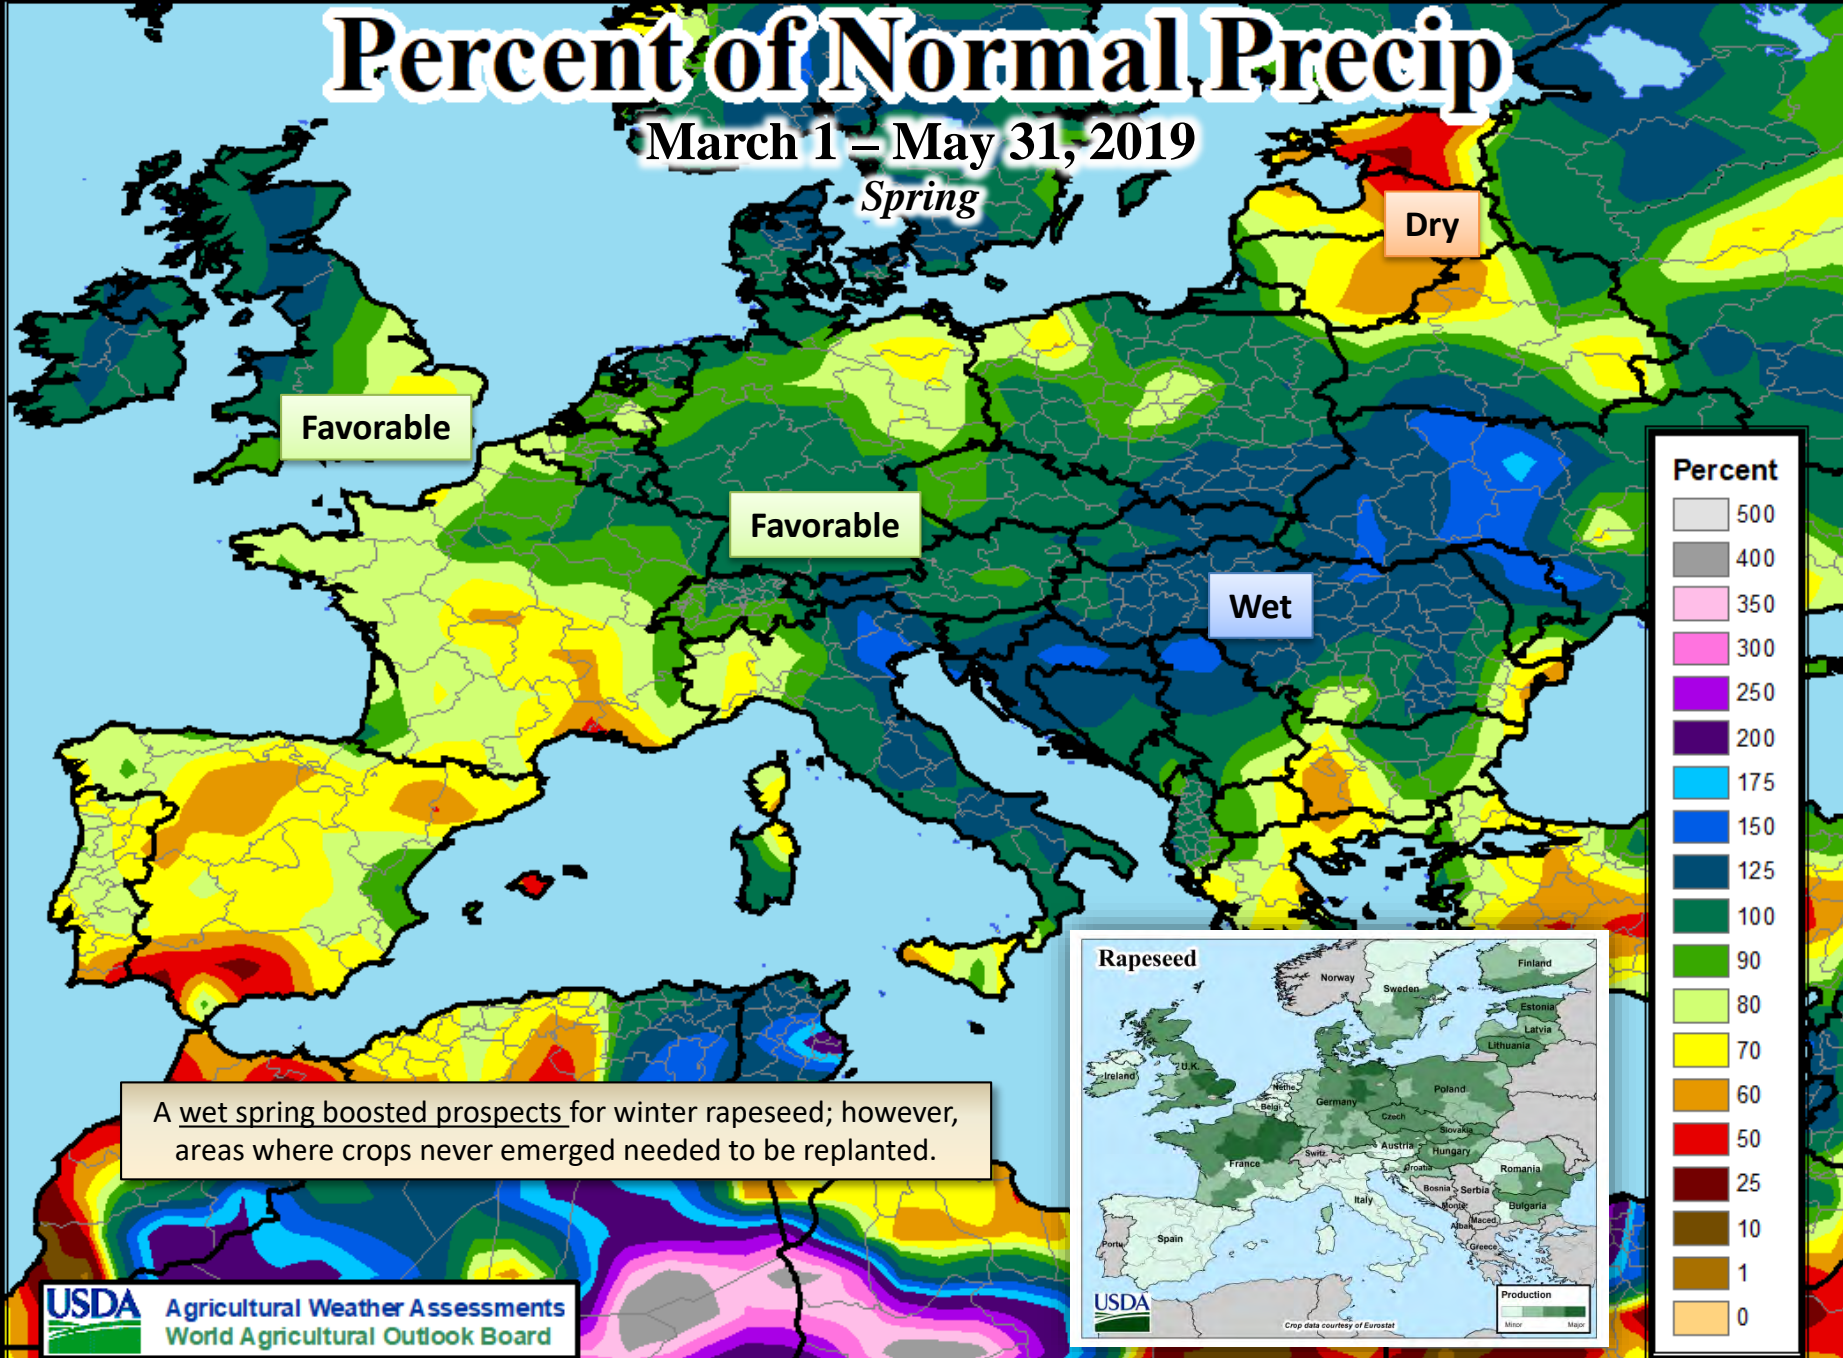 Percent of Normal Precip
March 1 – May 31, 2019
Spring
Dry
Favorable
Favorable
Wet
Percent
500
400
350
300
250
200
175
150
125
100
90
80
70
60
50
25
10
1
0
A wet spring boosted prospects for winter rapeseed; however,
areas where crops never emerged needed to be replanted.
USDA
Agricultural Weather Assessments
World Agricultural Outlook Board
Rapeseed
Norway
Finland
Sweden
Estonia
Latvia
Lithuania
Ireland
U.K.
Nethe.
Belgi
Germany
Poland
Czech
Slovakia
Austria
Hungary
Switz.
France
Croatia
Romania
Bosnia
Serbia
Italy
Monte.
Bulgaria
Maced.
Alban
Portu
Spain
Greece
USDA
Crop data courtesy of Eurostat
Production
Minor
Major